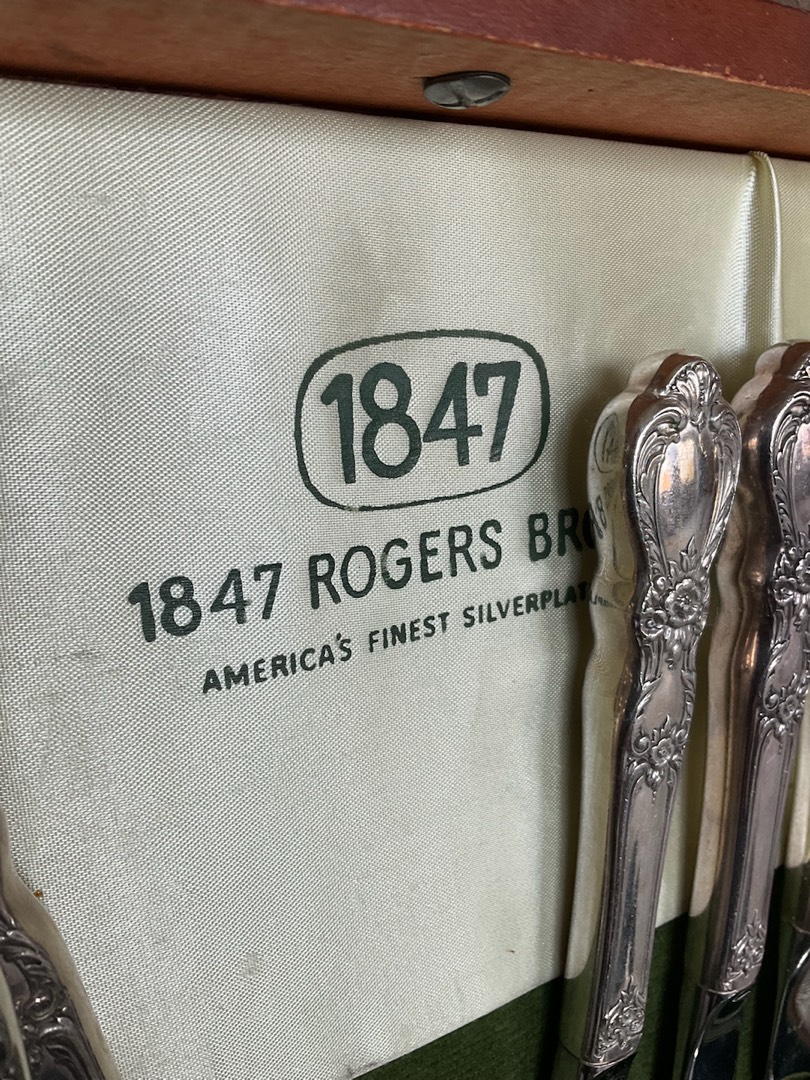 1847
1847 ROGERS BRO
AMERICA'S FINEST SILVERPLAT